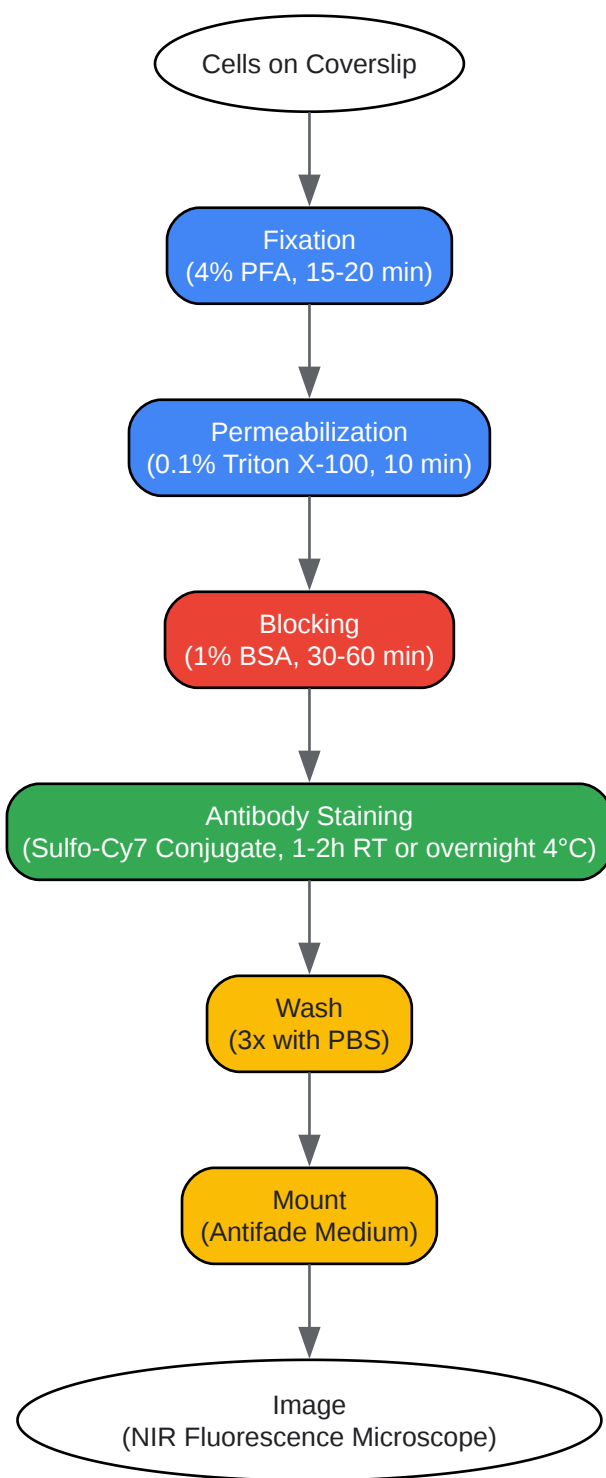 Cells on Coverslip
Fixation
(4% PFA, 15-20 min)
Permeabilization
(0.1% Triton X-100, 10 min)
Blocking
(1% BSA, 30-60 min)
Antibody Staining
(Sulfo-Cy7 Conjugate, 1-2h RT or overnight 4°C)
Wash
(3x with PBS)
Mount
(Antifade Medium)
Image
(NIR Fluorescence Microscope)